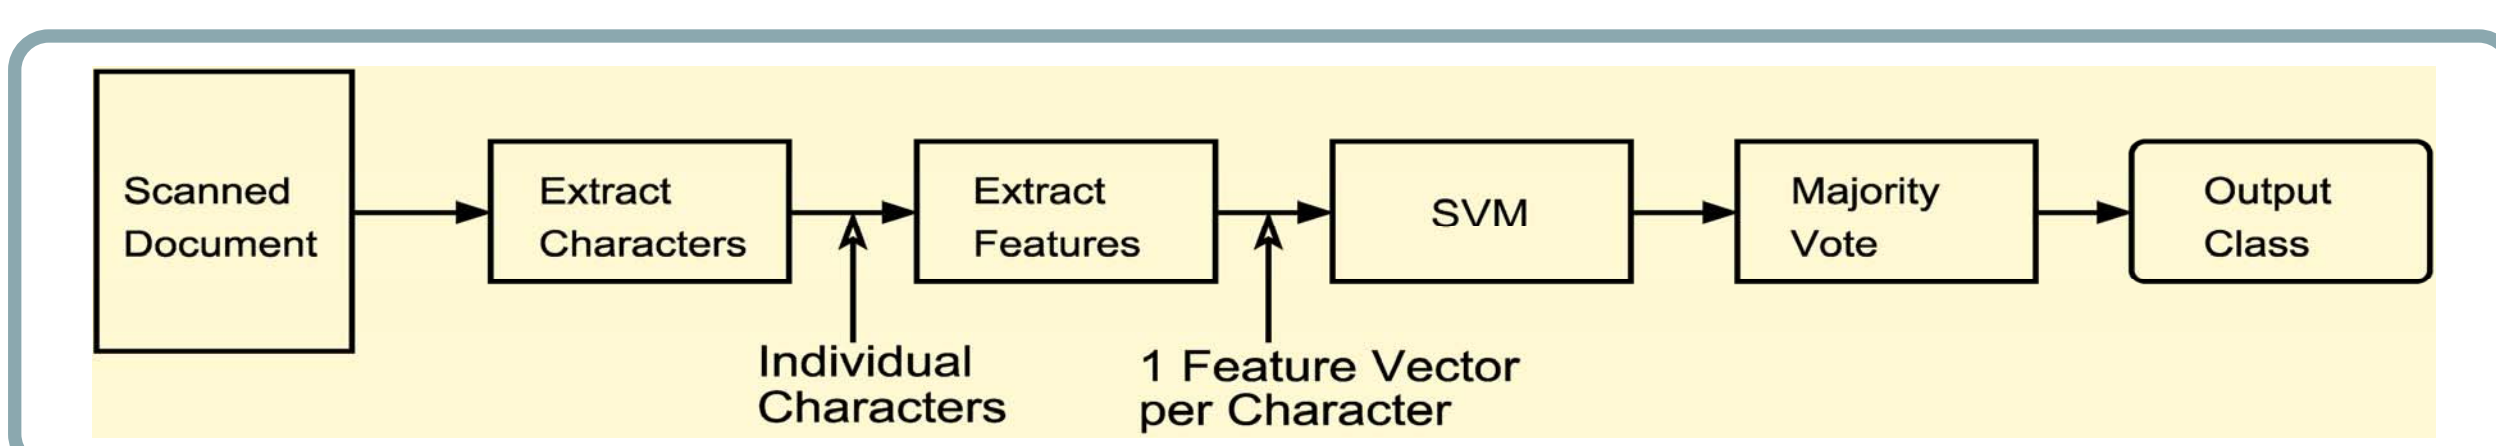 Scanned
Document
Extract
Characters
Extract
Features
SVM
Majority
Vote
Output
Class
Individual
Characters
1 Feature Vector
per Character